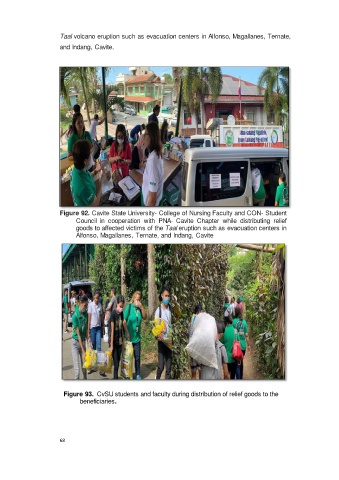 Taal volcano eruption such as evacuation centers in Alfonso, Magallanes, Ternate,
and Indang, Cavite.
Figure 92. Cavite State University- College of Nursing Faculty and CON- Student
Council in cooperation with PNA- Cavite Chapter while distributing relief
goods to affected victims of the Taal eruption such as evacuation centers in
Alfonso, Magallanes, Ternate, and Indang, Cavite
Figure 93. CvSU students and faculty during distribution of relief goods to the
beneficiaries.
68